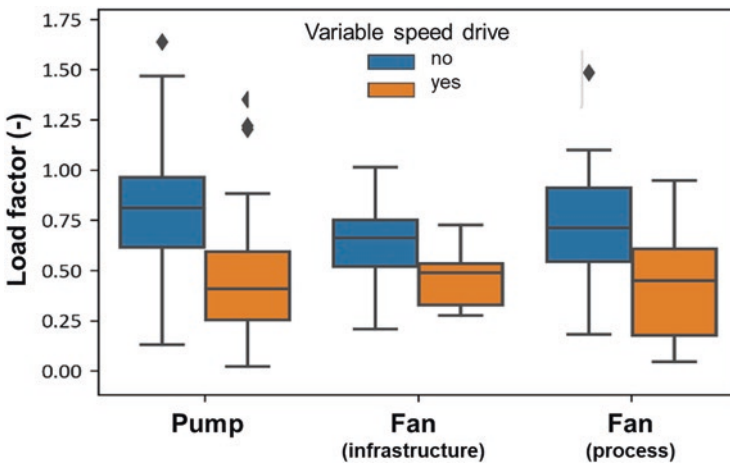 1.75
1.50
1.25
1.00
0.75
0.50
0.25
0.00
Load factor (-)
Variable speed drive
no
yes
Pump
Fan
(infrastructure)
Fan
(process)